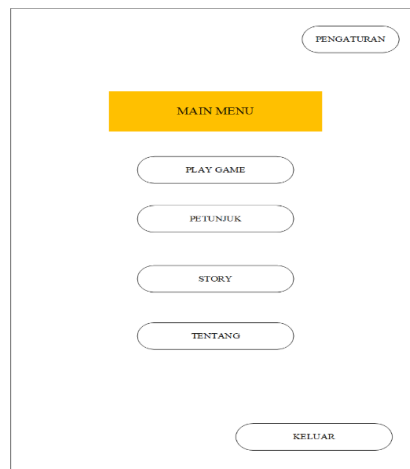 PENGATURAN
MAIN MENU
PLAY GAME
PETUNJUK
STORY
TENTANG
KELUAR